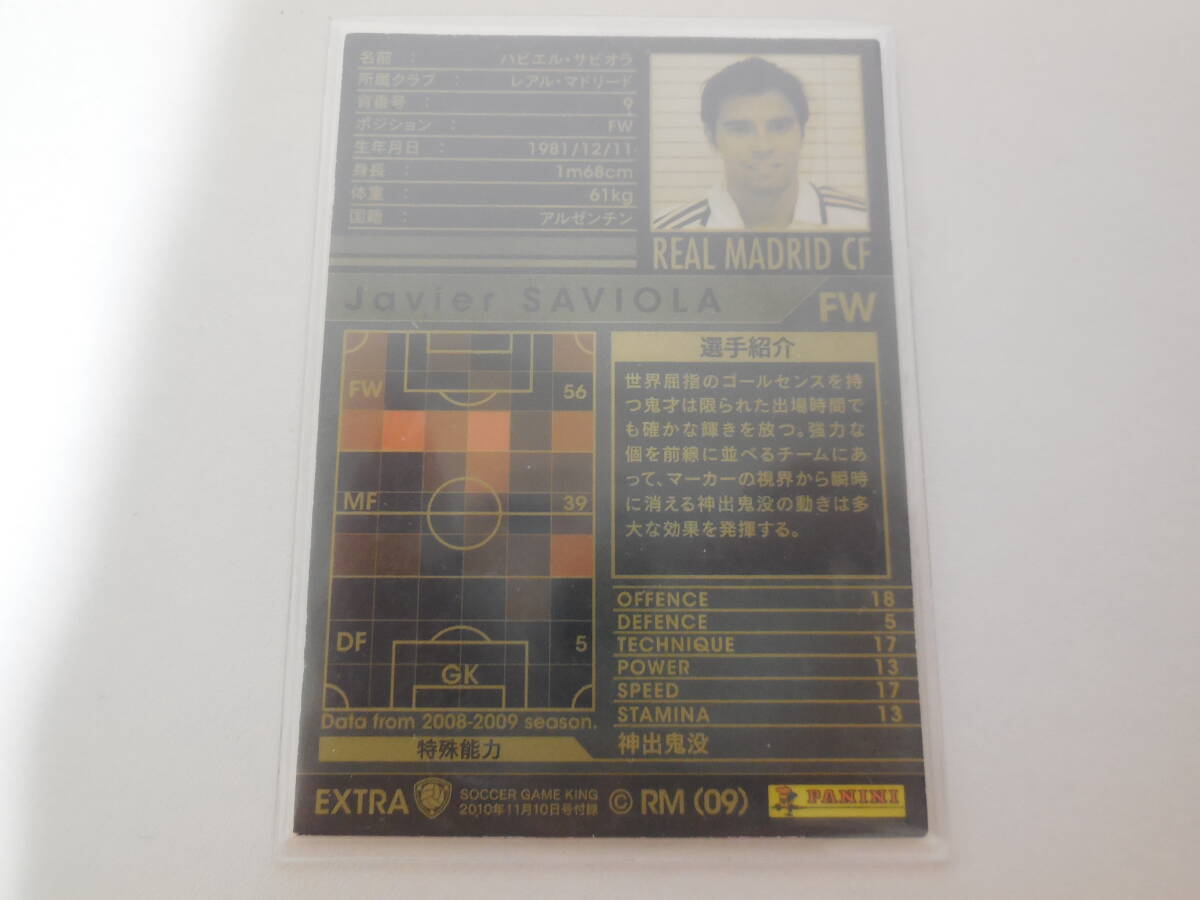 名前 : ハビエル・サビオラ
所属クラブ : レアル・マドリード
背番号 : 9
ポジション : FW
生年月日 : 1981/12/11
身長 : 1m68cm
体重 : 61kg
国籍 : アルゼンチン
REAL MADRID CF
Javier SAVIOLA FW
FW 56
MF 39
DF 5
GK
Data from 2008-2009 season.
選手紹介
世界屈指のゴールセンスを持
つ鬼才は限られた出場時間で
も確かな輝きを放つ。強力な
個を前線に並べるチームにあ
って、マーカーの視界から瞬時
に消える神出鬼没の動きは多
大な効果を発揮する。
OFFENCE 18
DEFENCE 5
TECHNIQUE 17
POWER 13
SPEED 17
STAMINA 13
特殊能力 神出鬼没
EXTRA
SOCCER GAME KING
2010年11月10日号付録
© RM (09)
PANINI